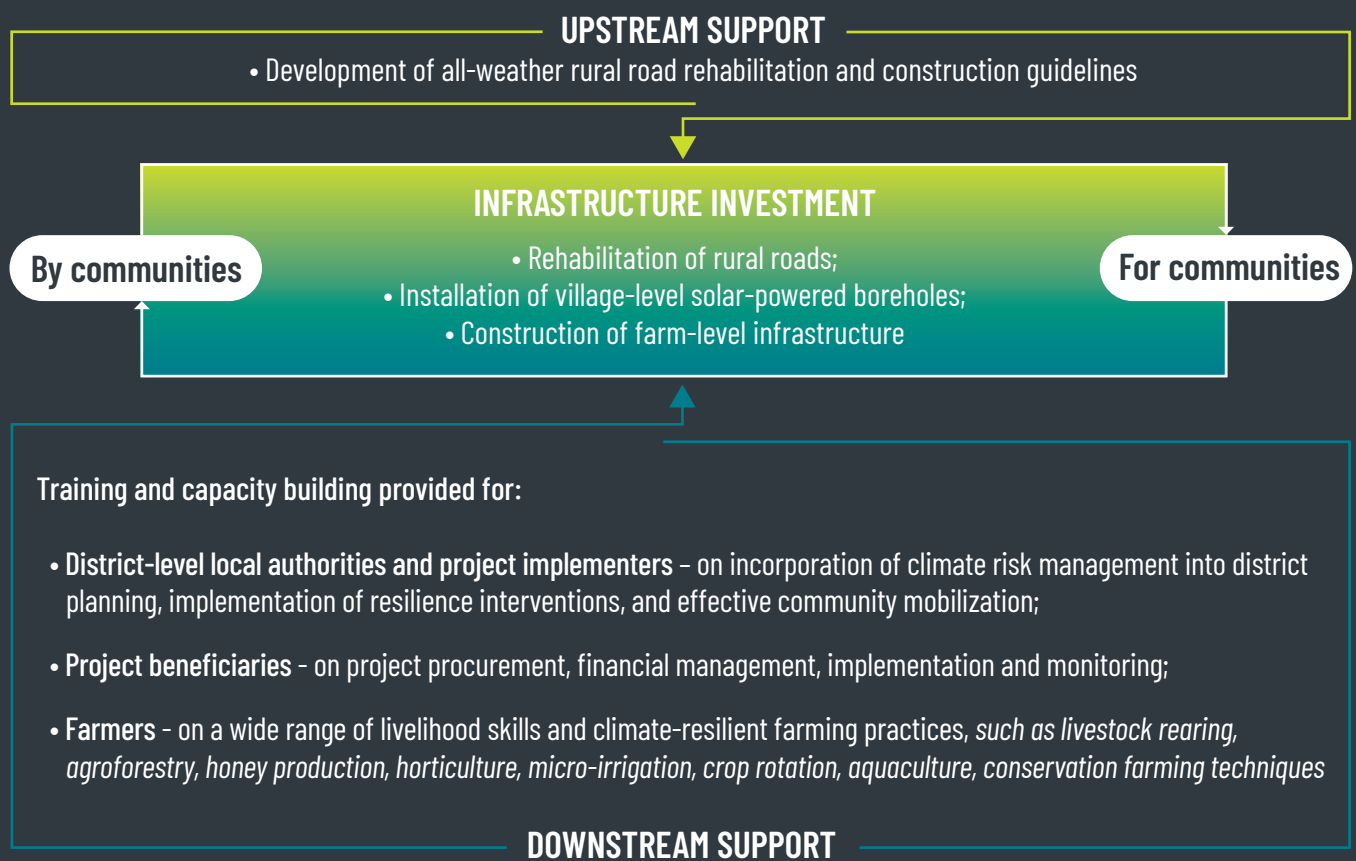 UPSTREAM SUPPORT
• Development of all-weather rural road rehabilitation and construction guidelines
INFRASTRUCTURE INVESTMENT
• Rehabilitation of rural roads;
• Installation of village-level solar-powered boreholes;
• Construction of farm-level infrastructure
By communities
For communities
Training and capacity building provided for:
• District-level local authorities and project implementers – on incorporation of climate risk management into district
planning, implementation of resilience interventions, and effective community mobilization;
• Project beneficiaries - on project procurement, financial management, implementation and monitoring;
• Farmers - on a wide range of livelihood skills and climate-resilient farming practices, such as livestock rearing,
agroforestry, honey production, horticulture, micro-irrigation, crop rotation, aquaculture, conservation farming techniques
DOWNSTREAM SUPPORT